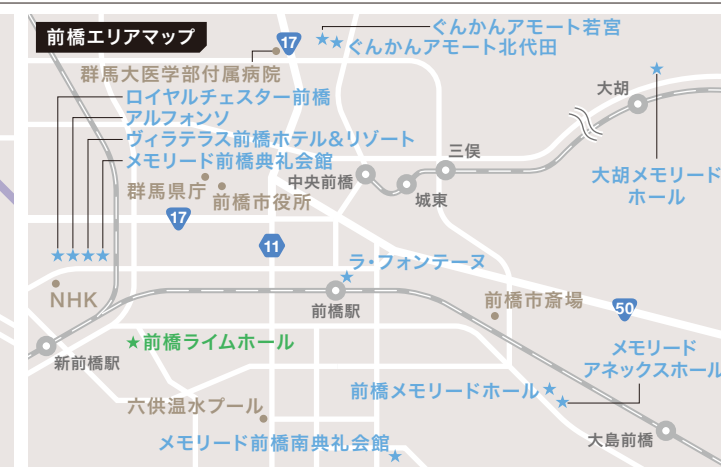 前橋エリアマップ
17
ぐんかんアモート若宮
ぐんかんアモート北代田
群馬大医学部付属病院
ロイヤルチェスター前橋
アルフォンソ
ヴィラテラス前橋ホテル&リゾート
メモリード前橋典礼会館
大胡
三俣
中央前橋
城東
大胡メモリード
ホール
群馬県庁
前橋市役所
17
11
ラ・フォンテーヌ
NHK
前橋駅
前橋市斎場
50
新前橋駅
★前橋ライムホール
メモリード
アネックスホール
前橋メモリードホール
六供温水プール
大島前橋
メモリード前橋南典礼会館